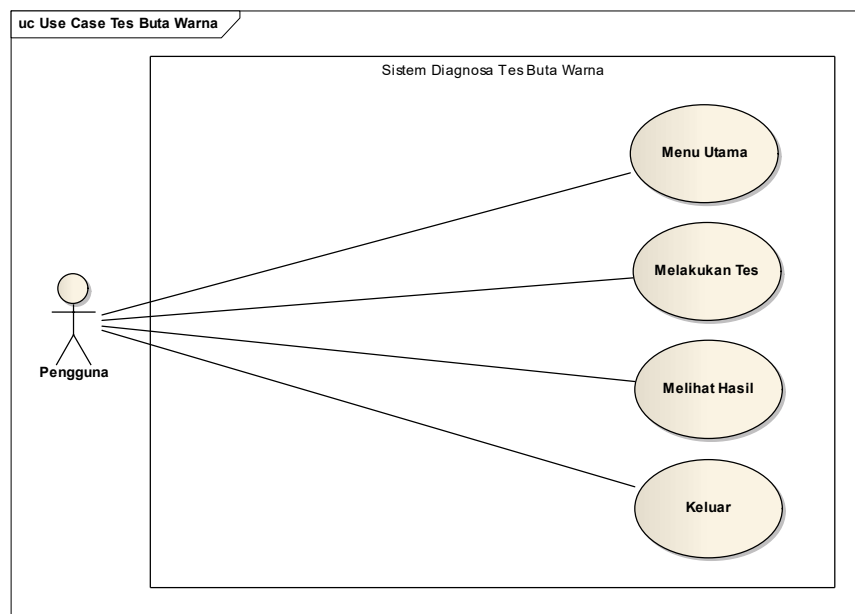 uc Use Case Tes Buta Warna
Sistem Diagnosa Tes Buta Warna
Menu Utama
Melakukan Tes
Pengguna
Melihat Hasil
Keluar